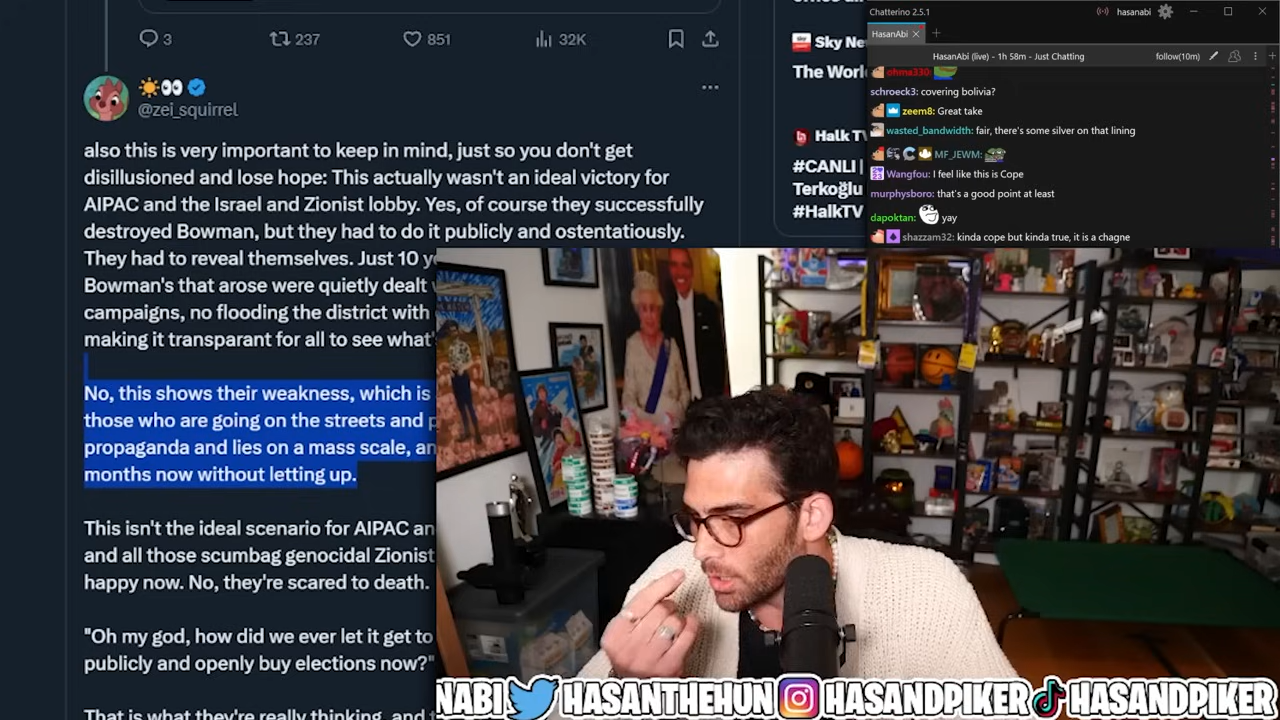 3
237
851
32K
☀️👀
@zei_squirrel
also this is very important to keep in mind, just so you don't get
disillusioned and lose hope: This actually wasn't an ideal victory for
AIPAC and the Israel and Zionist lobby. Yes, of course they successfully
destroyed Bowman, but they had to do it publicly and ostentatiously.
They had to reveal themselves. Just 10
Bowman's that arose were quietly dealt
campaigns, no flooding the district with
making it transparant for all to see what'
No, this shows their weakness, which is
those who are going on the streets and
propaganda and lies on a mass scale,
months now without letting up.
This isn't the ideal scenario for AIPAC
and all those scumbag genocidal Zionist
happy now. No, they're scared to death.
"Oh my god, how did we ever let it get to
publicly and openly buy elections now?"
That is what they're really thinking, and
Sky Ne
The Worl
Halk TV
#CANLI |
Terkoğlu
#HalkTV
Chatterino 2.5.1
hasanabi
HasanAbi
HasanAbi (live) - 1h 58m - Just Chatting
follow(10m)
ohma330:
schroeck3: covering bolivia?
zeem8: Great take
wasted_bandwidth: fair, there's some silver on that lining
MF_JEWM:
Wangfou: I feel like this is Cope
murphysboro: that's a good point at least
dapoktan: yay
shazzam32: kinda cope but kinda true, it is a chagne
NABI HASANTHEHUN HASANDPIKER HASANDPIKER